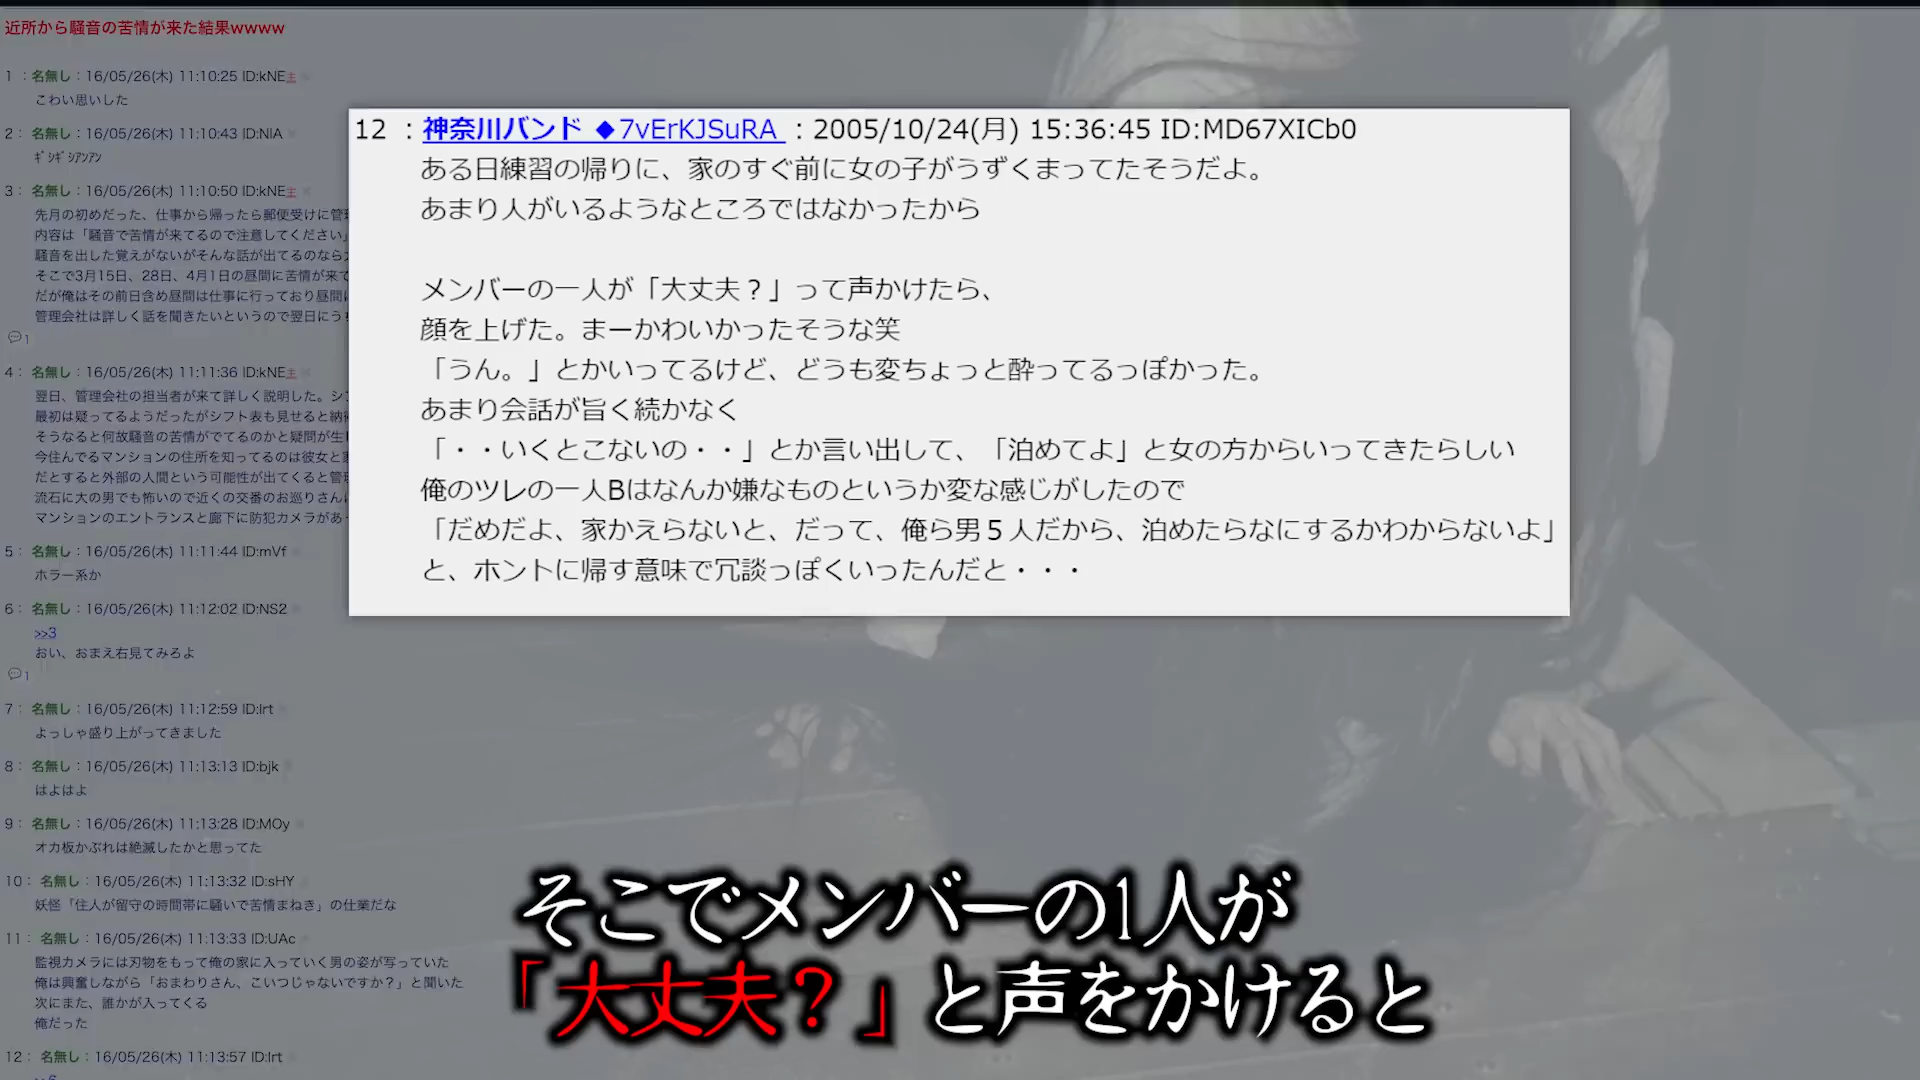 近所から騒音の苦情が来た結果wwww
1 ：名無し：16/05/26(木) 11:10:25 ID:kNE主
こわい思いした
2：名無し：16/05/26(木) 11:10:43 ID:NIA
ｷﾞｼｷﾞｼｱﾝｱﾝ
3：名無し：16/05/26(木) 11:10:50 ID:kNE主
先月の初めだった、仕事から帰ったら郵便受けに管
内容は「騒音で苦情が来てるので注意してください」
騒音を出した覚えがないがそんな話が出てるのなら
そこで3月15日、28日、4月1日の昼間に苦情が来て
だが俺はその前日含め昼間は仕事に行っており昼間
管理会社は詳しく話を聞きたいというので翌日にう
1
4：名無し：16/05/26(木) 11:11:36 ID:kNE主
翌日、管理会社の担当者が来て詳しく説明した。シ
最初は疑ってるようだったがシフト表も見せると納
そうなると何故騒音の苦情がでてるのかと疑問が生
今住んでるマンションの住所を知ってるのは彼女と
だとすると外部の人間という可能性が出てくると管
流石に大の男でも怖いので近くの交番のお巡りさん
マンションのエントランスと廊下に防犯カメラがあ
5：名無し：16/05/26(木) 11:11:44 ID:mVf
ホラー系か
6：名無し：16/05/26(木) 11:12:02 ID:NS2
>>3
おい、おまえ右見てみろよ
1
7：名無し：16/05/26(木) 11:12:59 ID:lrt
よっしゃ盛り上がってきました
8：名無し：16/05/26(木) 11:13:13 ID:bjk
はよはよ
9：名無し：16/05/26(木) 11:13:28 ID:MOy
オカ板かぶれは絶滅したかと思ってた
10：名無し：16/05/26(木) 11:13:32 ID:sHY
妖怪「住人が留守の時間帯に騒いで苦情まねき」の仕業だな
11：名無し：16/05/26(木) 11:13:33 ID:UAc
監視カメラには刃物をもって俺の家に入っていく男の姿が写っていた
俺は興奮しながら「おまわりさん、こいつじゃないですか？」と聞いた
次にまた、誰かが入ってくる
俺だった
12：名無し：16/05/26(木) 11:13:57 ID:lrt
>>6
12 ：神奈川バンド ◆7vErKJSuRA ：2005/10/24(月) 15:36:45 ID:MD67XICb0
ある日練習の帰りに、家のすぐ前に女の子がうずくまってたそうだよ。
あまり人がいるようなところではなかったから
メンバーの一人が「大丈夫？」って声かけたら、
顔を上げた。まーかわいかったそうな笑
「うん。」とかいってるけど、どうも変ちょっと酔ってるっぽかった。
あまり会話が旨く続かなく
「・・いくとこないの・・」とか言い出して、「泊めてよ」と女の方からいってきたらしい
俺のツレの一人Bはなんか嫌なものというか変な感じがしたので
「だめだよ、家かえらないと、だって、俺ら男５人だから、泊めたらなにするかわからないよ」
と、ホントに帰す意味で冗談っぽくいったんだと・・・
そこでメンバーの1人が
「大丈夫？」と声をかけると